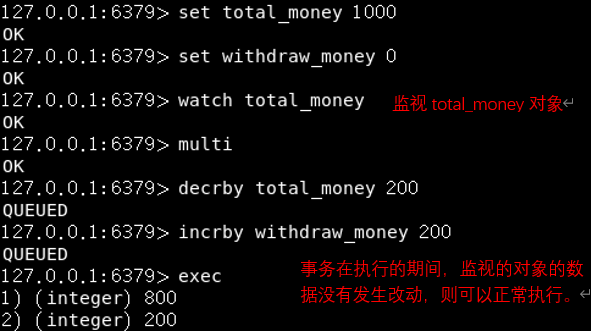 127.0.0.1:6379> set total_money 1000
OK
127.0.0.1:6379> set withdraw_money 0
OK
127.0.0.1:6379> watch total_money 监视 total_money 对象↵
OK
127.0.0.1:6379> multi
OK
127.0.0.1:6379> decrby total_money 200
QUEUED
127.0.0.1:6379> incrby withdraw_money 200
QUEUED
127.0.0.1:6379> exec
1) (integer) 800
2) (integer) 200
事务在执行的期间，监视的对象的数
据没有发生改动，则可以正常执行。↵